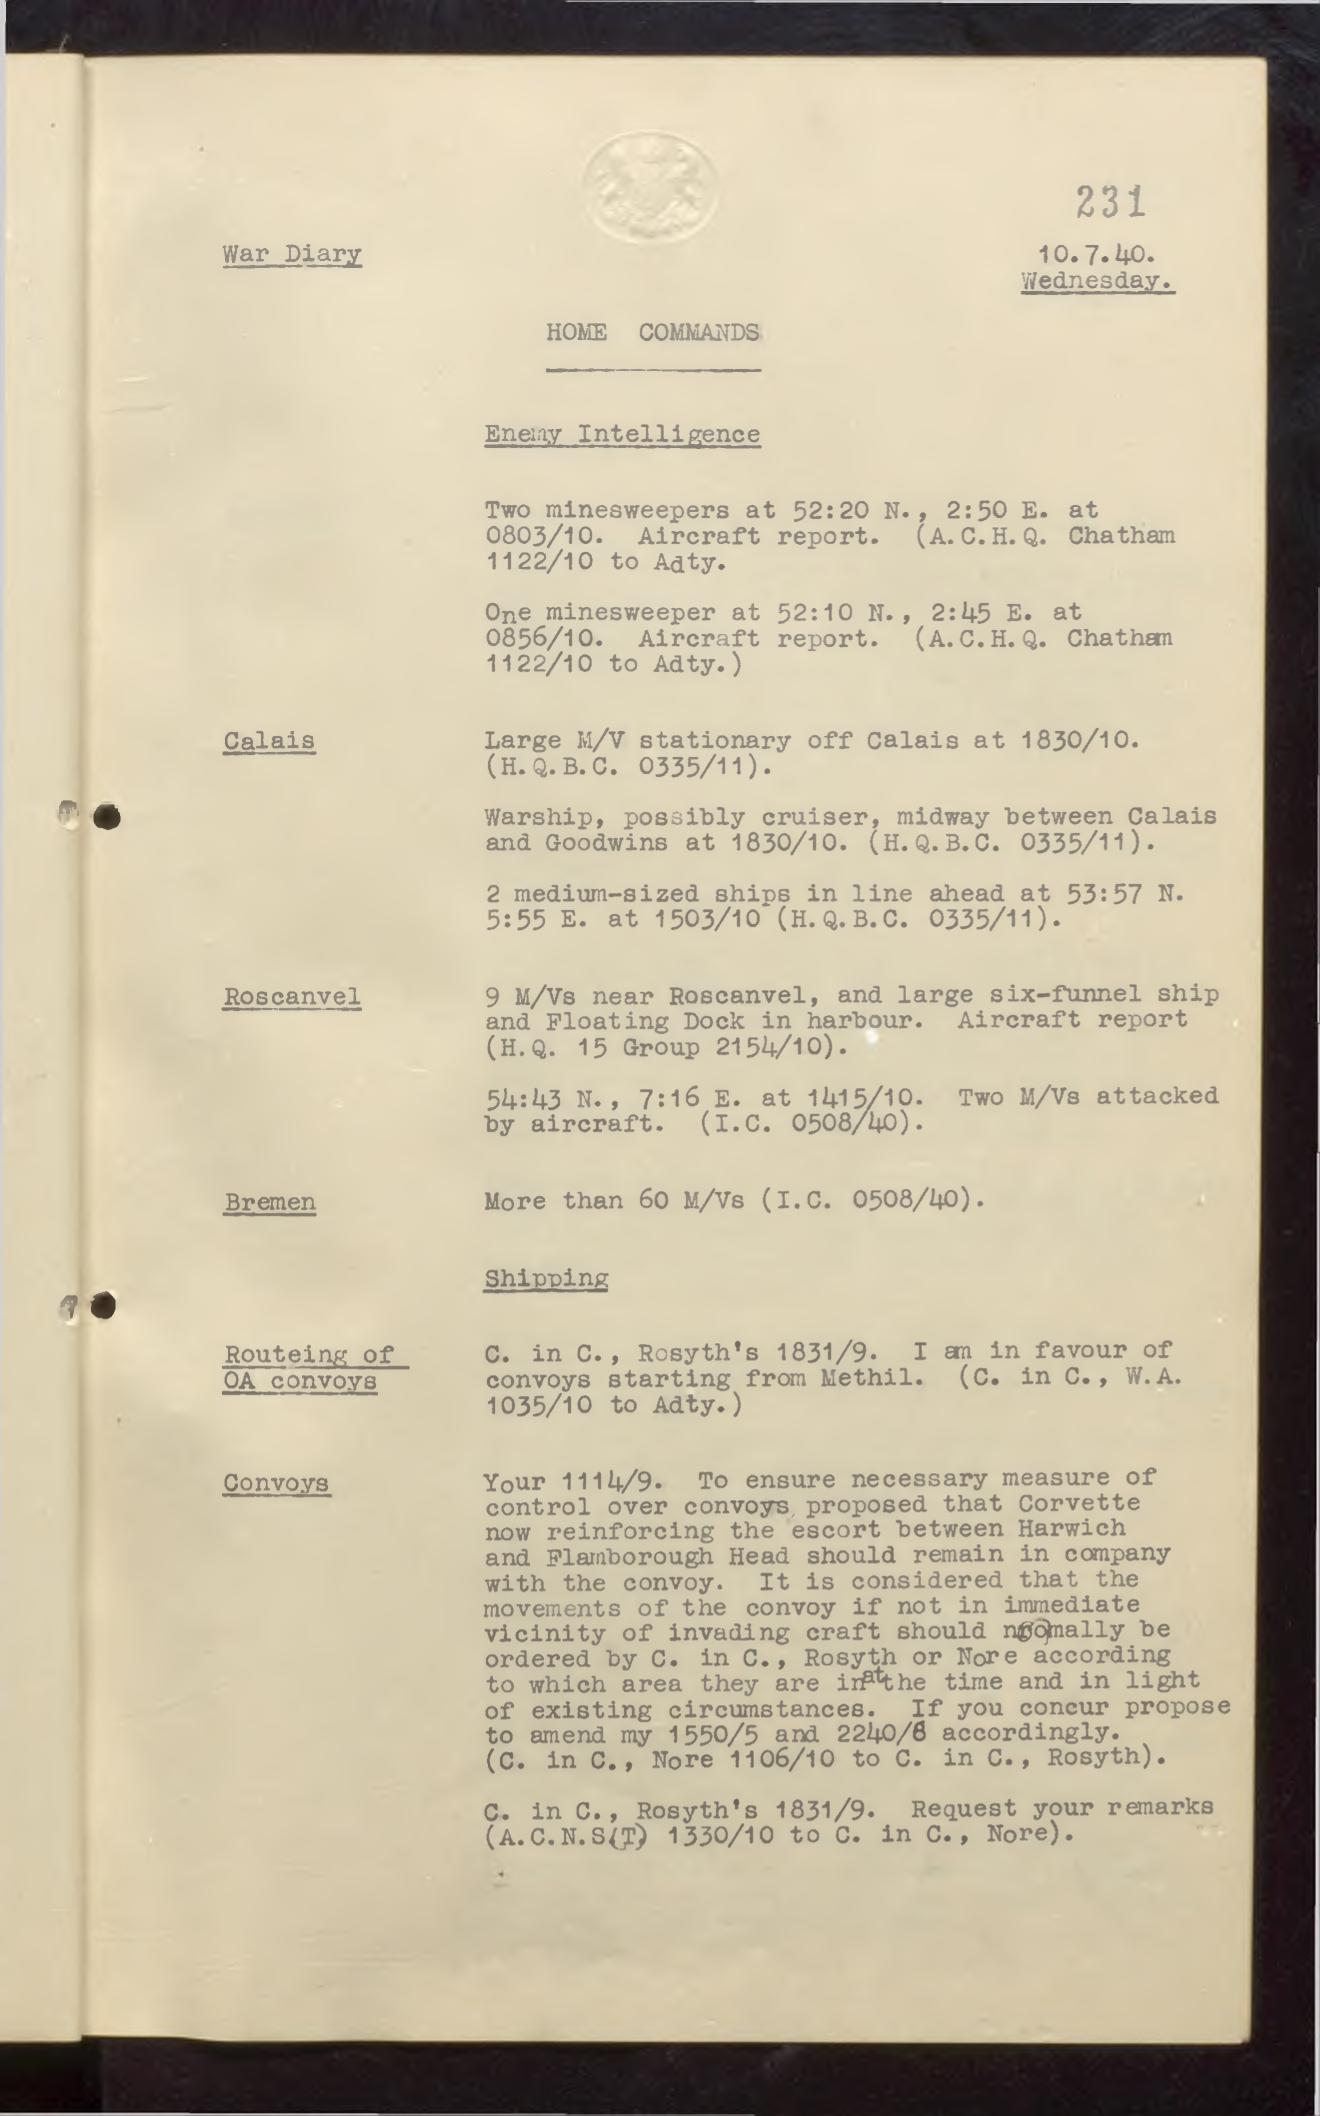 231
War Diary
10.7.40.
Wednesday.
HOME COMMANDS
Enemy Intelligence
Two minesweepers at 52:20 N., 2:50 E. at
0803/10. Aircraft report. (A.C.H.Q. Chatham
1122/10 to Adty.
One minesweeper at 52:10 N., 2:45 E. at
0856/10. Aircraft report. (A.C.H.Q. Chatham
1122/10 to Adty.)
Calais
Large M/V stationary off Calais at 1830/10.
(H.Q.B.C. 0335/11).
Warship, possibly cruiser, midway between Calais
and Goodwins at 1830/10. (H.Q.B.C. 0335/11).
2 medium-sized ships in line ahead at 53:57 N.
5:55 E. at 1503/10 (H.Q.B.C. 0335/11).
Roscanvel
9 M/Vs near Roscanvel, and large six-funnel ship
and Floating Dock in harbour. Aircraft report
(H.Q. 15 Group 2154/10).
54:43 N., 7:16 E. at 1415/10. Two M/Vs attacked
by aircraft. (I.C. 0508/40).
Bremen
More than 60 M/Vs (I.C. 0508/40).
Shipping
Routeing of
OA convoys
C. in C., Rosyth's 1831/9. I am in favour of
convoys starting from Methil. (C. in C., W.A.
1035/10 to Adty.)
Convoys
Your 1114/9. To ensure necessary measure of
control over convoys, proposed that Corvette
now reinforcing the escort between Harwich
and Flamborough Head should remain in company
with the convoy. It is considered that the
movements of the convoy if not in immediate
vicinity of invading craft should normally be
ordered by C. in C., Rosyth or Nore according
to which area they are in at the time and in light
of existing circumstances. If you concur propose
to amend my 1550/5 and 2240/8 accordingly.
(C. in C., Nore 1106/10 to C. in C., Rosyth).
C. in C., Rosyth's 1831/9. Request your remarks
(A.C.N.S(T) 1330/10 to C. in C., Nore).